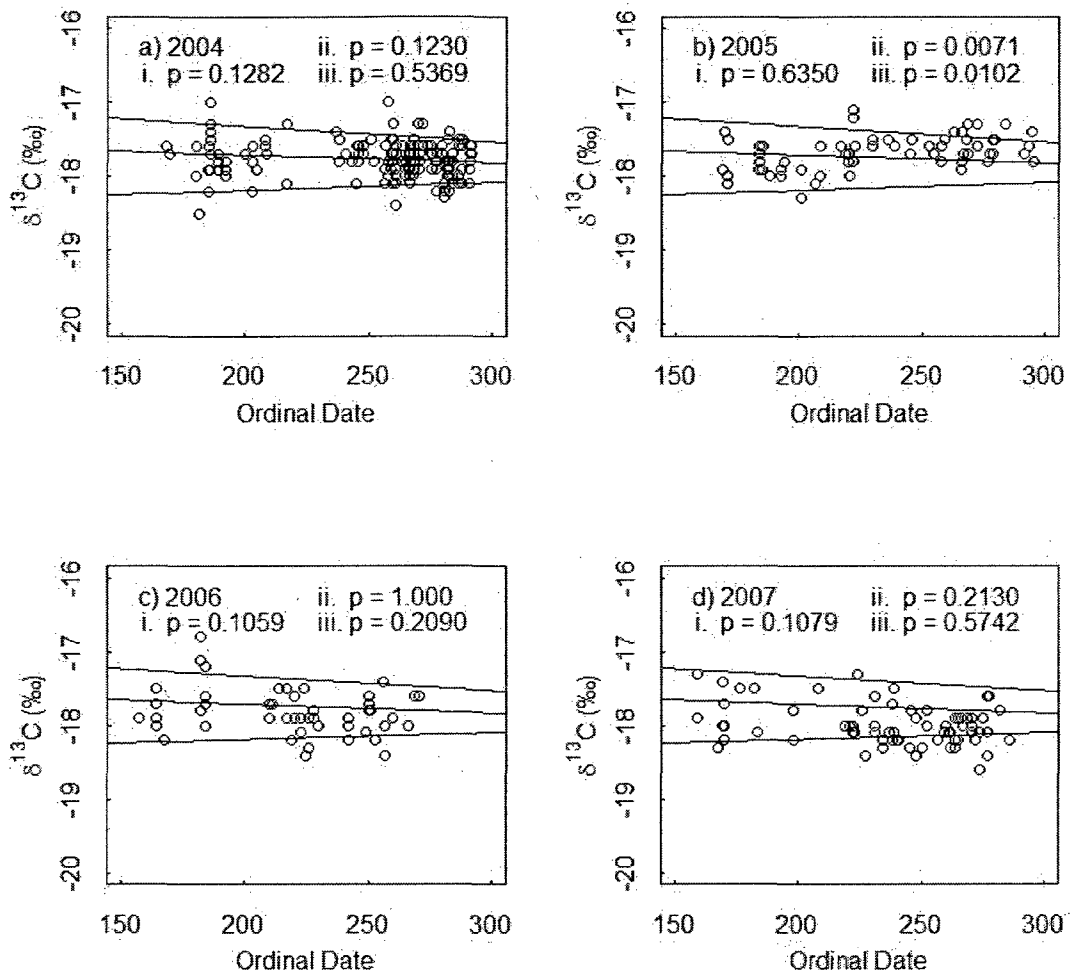 a) 2004 ii. p = 0.1230
i. p = 0.1282 iii. p = 0.5369
-16
-17
-18
-19
-20
δ¹³C (‰)
150 200 250 300
Ordinal Date
b) 2005 ii. p = 0.0071
i. p = 0.6350 iii. p = 0.0102
-16
-17
-18
-19
-20
δ¹³C (‰)
150 200 250 300
Ordinal Date
c) 2006 ii. p = 1.000
i. p = 0.1059 iii. p = 0.2090
-16
-17
-18
-19
-20
δ¹³C (‰)
150 200 250 300
Ordinal Date
d) 2007 ii. p = 0.2130
i. p = 0.1079 iii. p = 0.5742
-16
-17
-18
-19
-20
δ¹³C (‰)
150 200 250 300
Ordinal Date